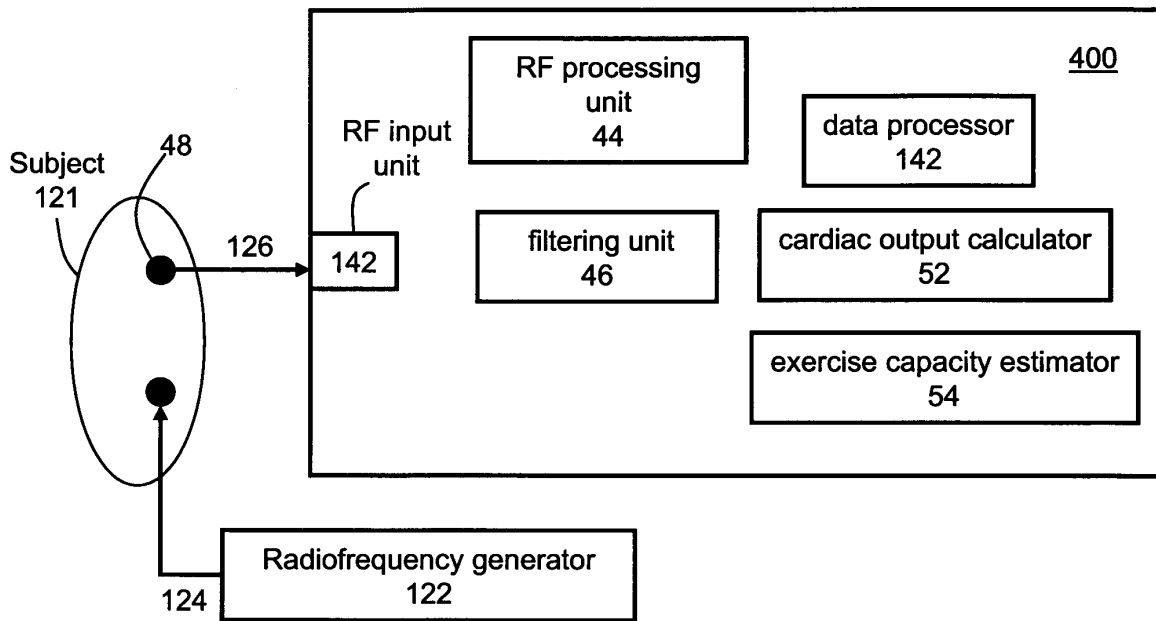 400
RF processing
unit
44
data processor
142
RF input
unit
48
Subject
121
126
142
filtering unit
46
cardiac output calculator
52
exercise capacity estimator
54
Radiofrequency generator
122
124